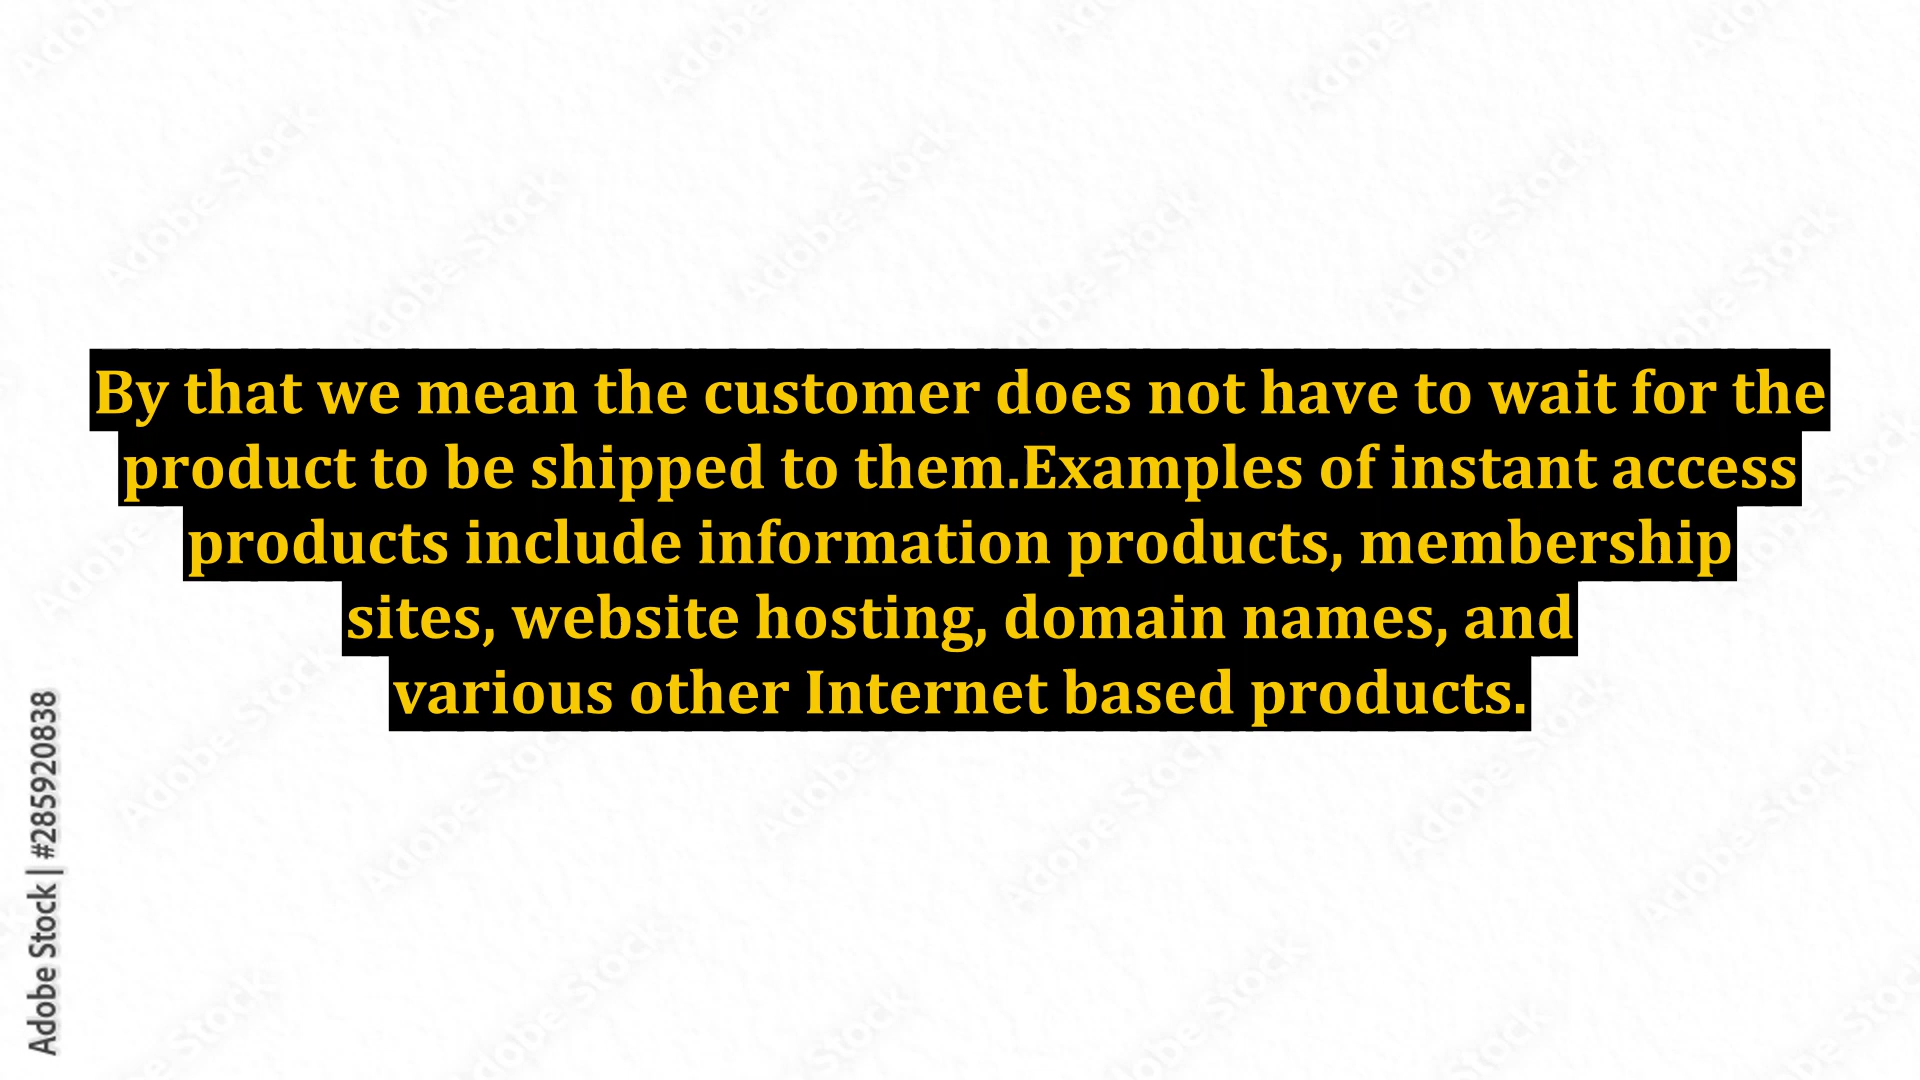 By that we mean the customer does not have to wait for the
product to be shipped to them.Examples of instant access
products include information products, membership
sites, website hosting, domain names, and
various other Internet based products.
Adobe Stock | #285920838